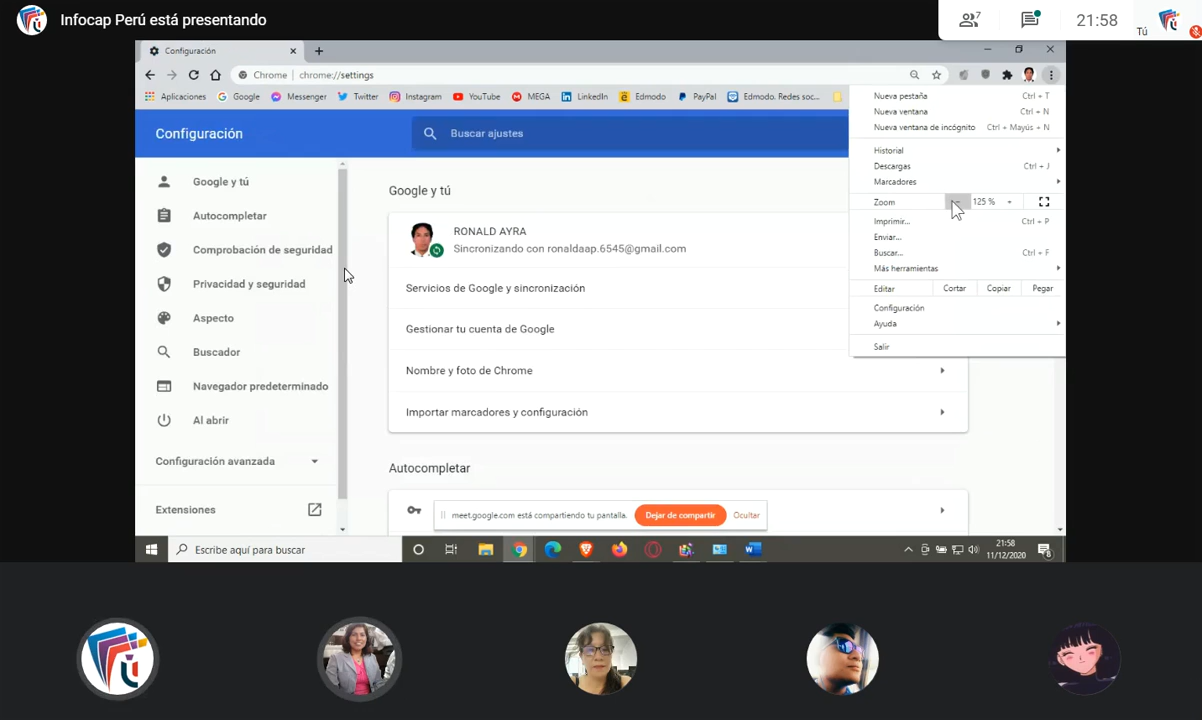 Infocap Perú está presentando
7
21:58
Tú
Configuración
Chrome | chrome://settings
Aplicaciones Google Messenger Twitter Instagram YouTube MEGA LinkedIn Edmodo PayPal Edmodo. Redes soc...
Configuración
Buscar ajustes
Google y tú
Autocompletar
Comprobación de seguridad
Privacidad y seguridad
Aspecto
Buscador
Navegador predeterminado
Al abrir
Configuración avanzada
Extensiones
Google y tú
RONALD AYRA
Sincronizando con ronaldaap.6545@gmail.com
Servicios de Google y sincronización
Gestionar tu cuenta de Google
Nombre y foto de Chrome
Importar marcadores y configuración
Autocompletar
Nueva pestaña Ctrl + T
Nueva ventana Ctrl + N
Nueva ventana de incógnito Ctrl + Mayús + N
Historial
Descargas Ctrl + J
Marcadores
Zoom - 125 % +
Imprimir... Ctrl + P
Enviar...
Buscar... Ctrl + F
Más herramientas
Editar Cortar Copiar Pegar
Configuración
Ayuda
Salir
meet.google.com está compartiendo tu pantalla. Dejar de compartir Ocultar
Escribe aquí para buscar
21:58
11/12/2020
8